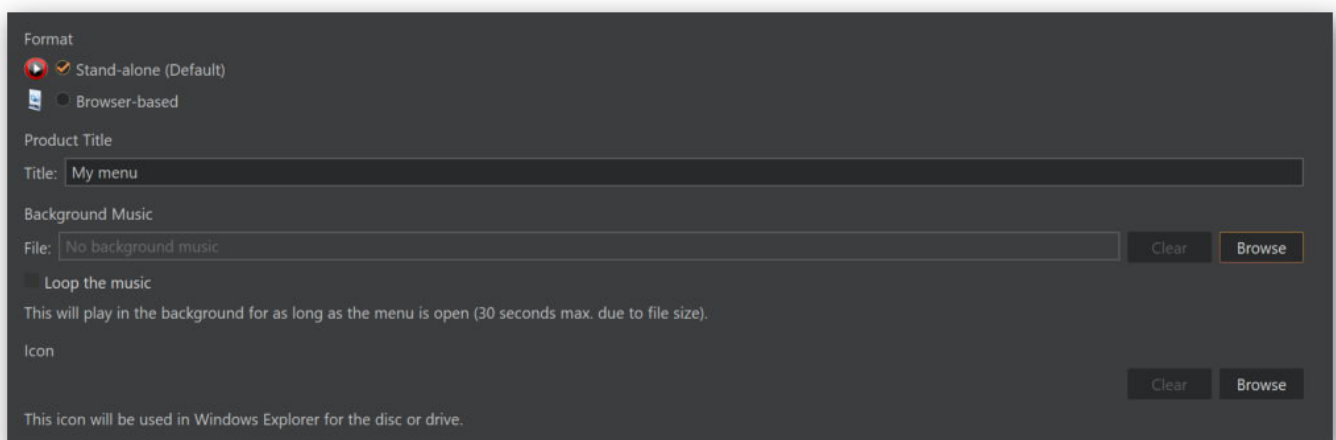 Format
Stand-alone (Default)
Browser-based
Product Title
Title: My menu
Background Music
File: No background music Clear Browse
Loop the music
This will play in the background for as long as the menu is open (30 seconds max. due to file size).
Icon
Clear Browse
This icon will be used in Windows Explorer for the disc or drive.